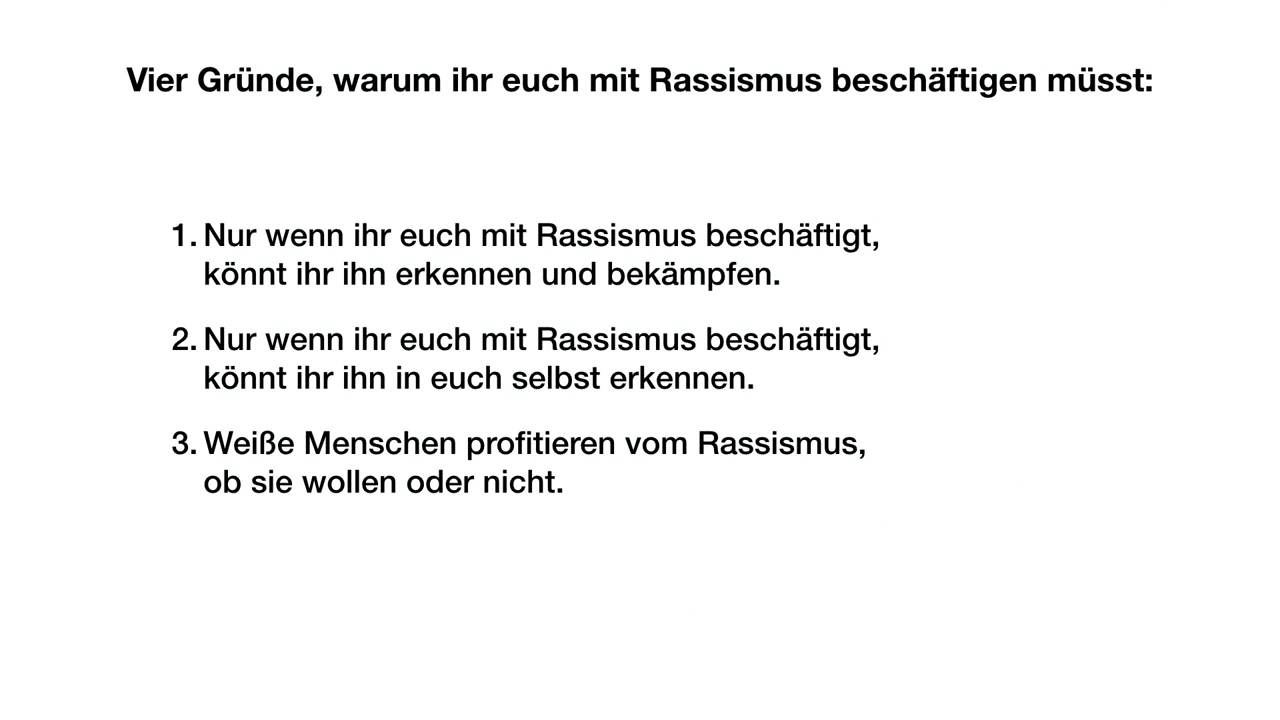 Vier Gründe, warum ihr euch mit Rassismus beschäftigen müsst:
1. Nur wenn ihr euch mit Rassismus beschäftigt,
könnt ihr ihn erkennen und bekämpfen.
2. Nur wenn ihr euch mit Rassismus beschäftigt,
könnt ihr ihn in euch selbst erkennen.
3. Weiße Menschen profitieren vom Rassismus,
ob sie wollen oder nicht.